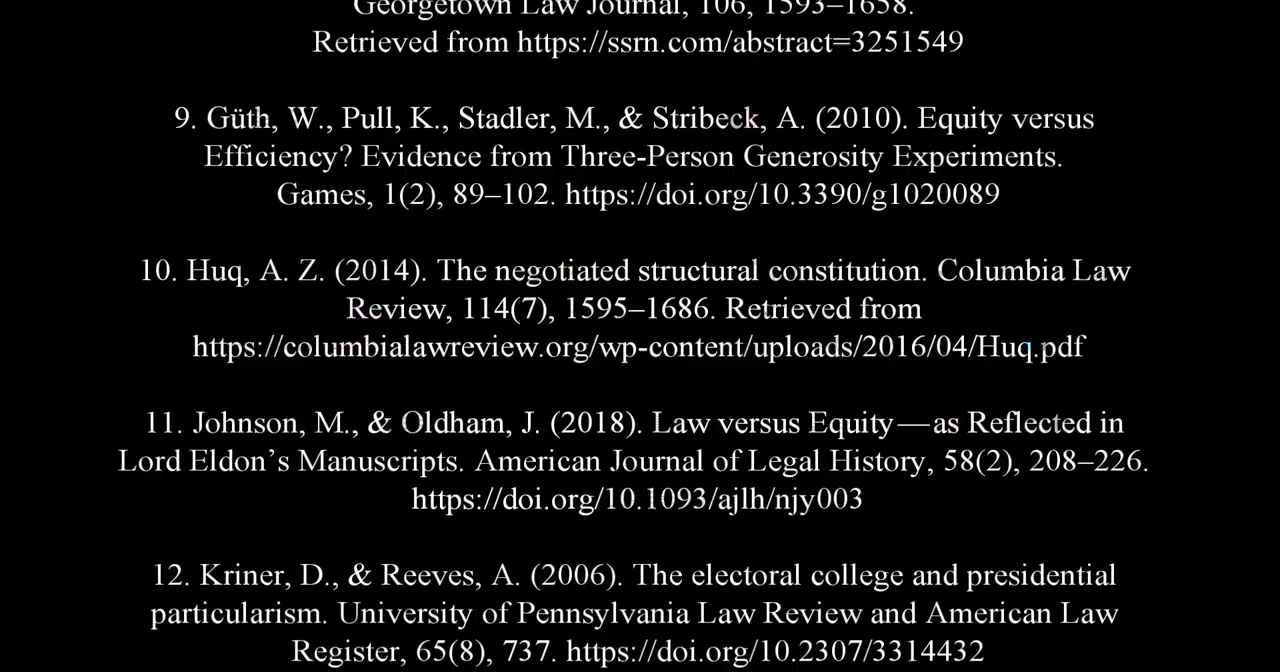 Georgetown Law Journal, 106, 1593–1658.
Retrieved from https://ssrn.com/abstract=3251549
9. Güth, W., Pull, K., Stadler, M., & Stribeck, A. (2010). Equity versus
Efficiency? Evidence from Three-Person Generosity Experiments.
Games, 1(2), 89–102. https://doi.org/10.3390/g1020089
10. Huq, A. Z. (2014). The negotiated structural constitution. Columbia Law
Review, 114(7), 1595–1686. Retrieved from
https://columbialawreview.org/wp-content/uploads/2016/04/Huq.pdf
11. Johnson, M., & Oldham, J. (2018). Law versus Equity—as Reflected in
Lord Eldon’s Manuscripts. American Journal of Legal History, 58(2), 208–226.
https://doi.org/10.1093/ajlh/njy003
12. Kriner, D., & Reeves, A. (2006). The electoral college and presidential
particularism. University of Pennsylvania Law Review and American Law
Register, 65(8), 737. https://doi.org/10.2307/3314432